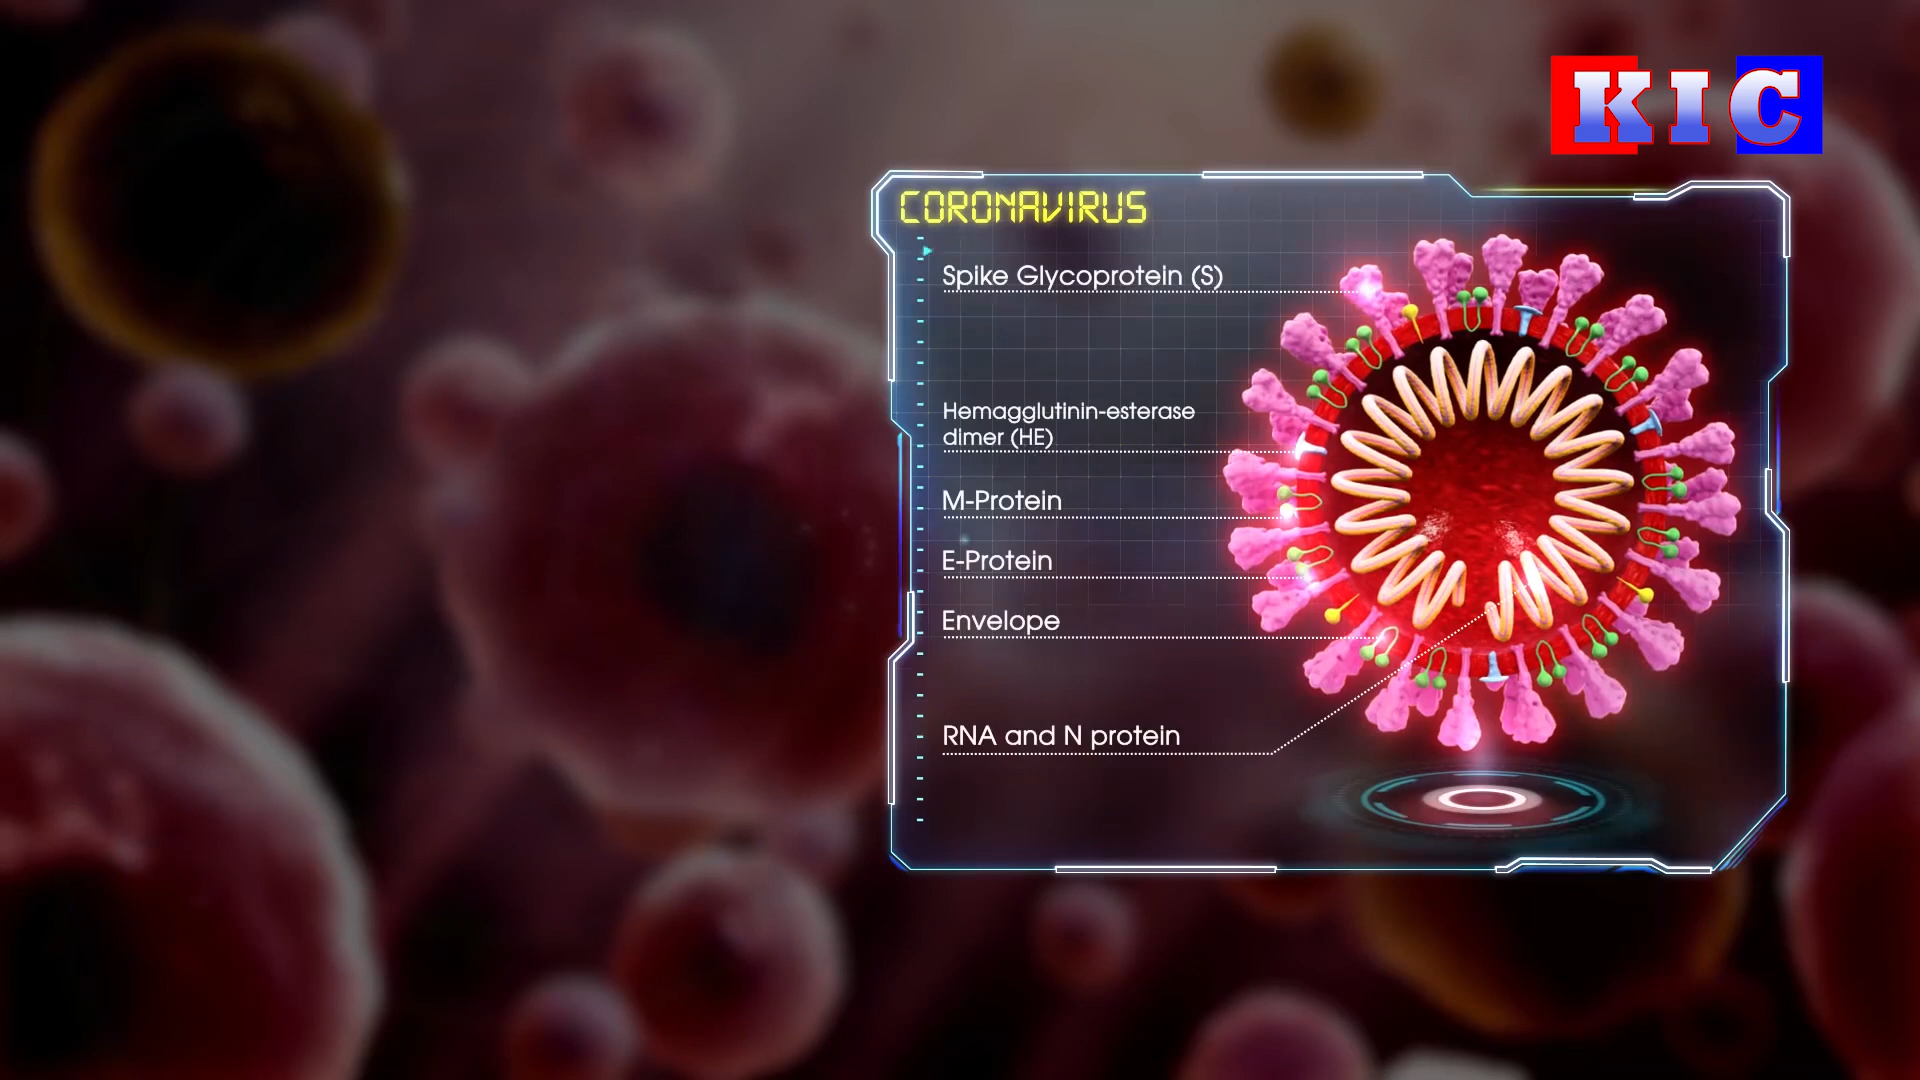 KIC
CORONAVIRUS
Spike Glycoprotein (S)
Hemagglutinin-esterase
dimer (HE)
M-Protein
E-Protein
Envelope
RNA and N protein